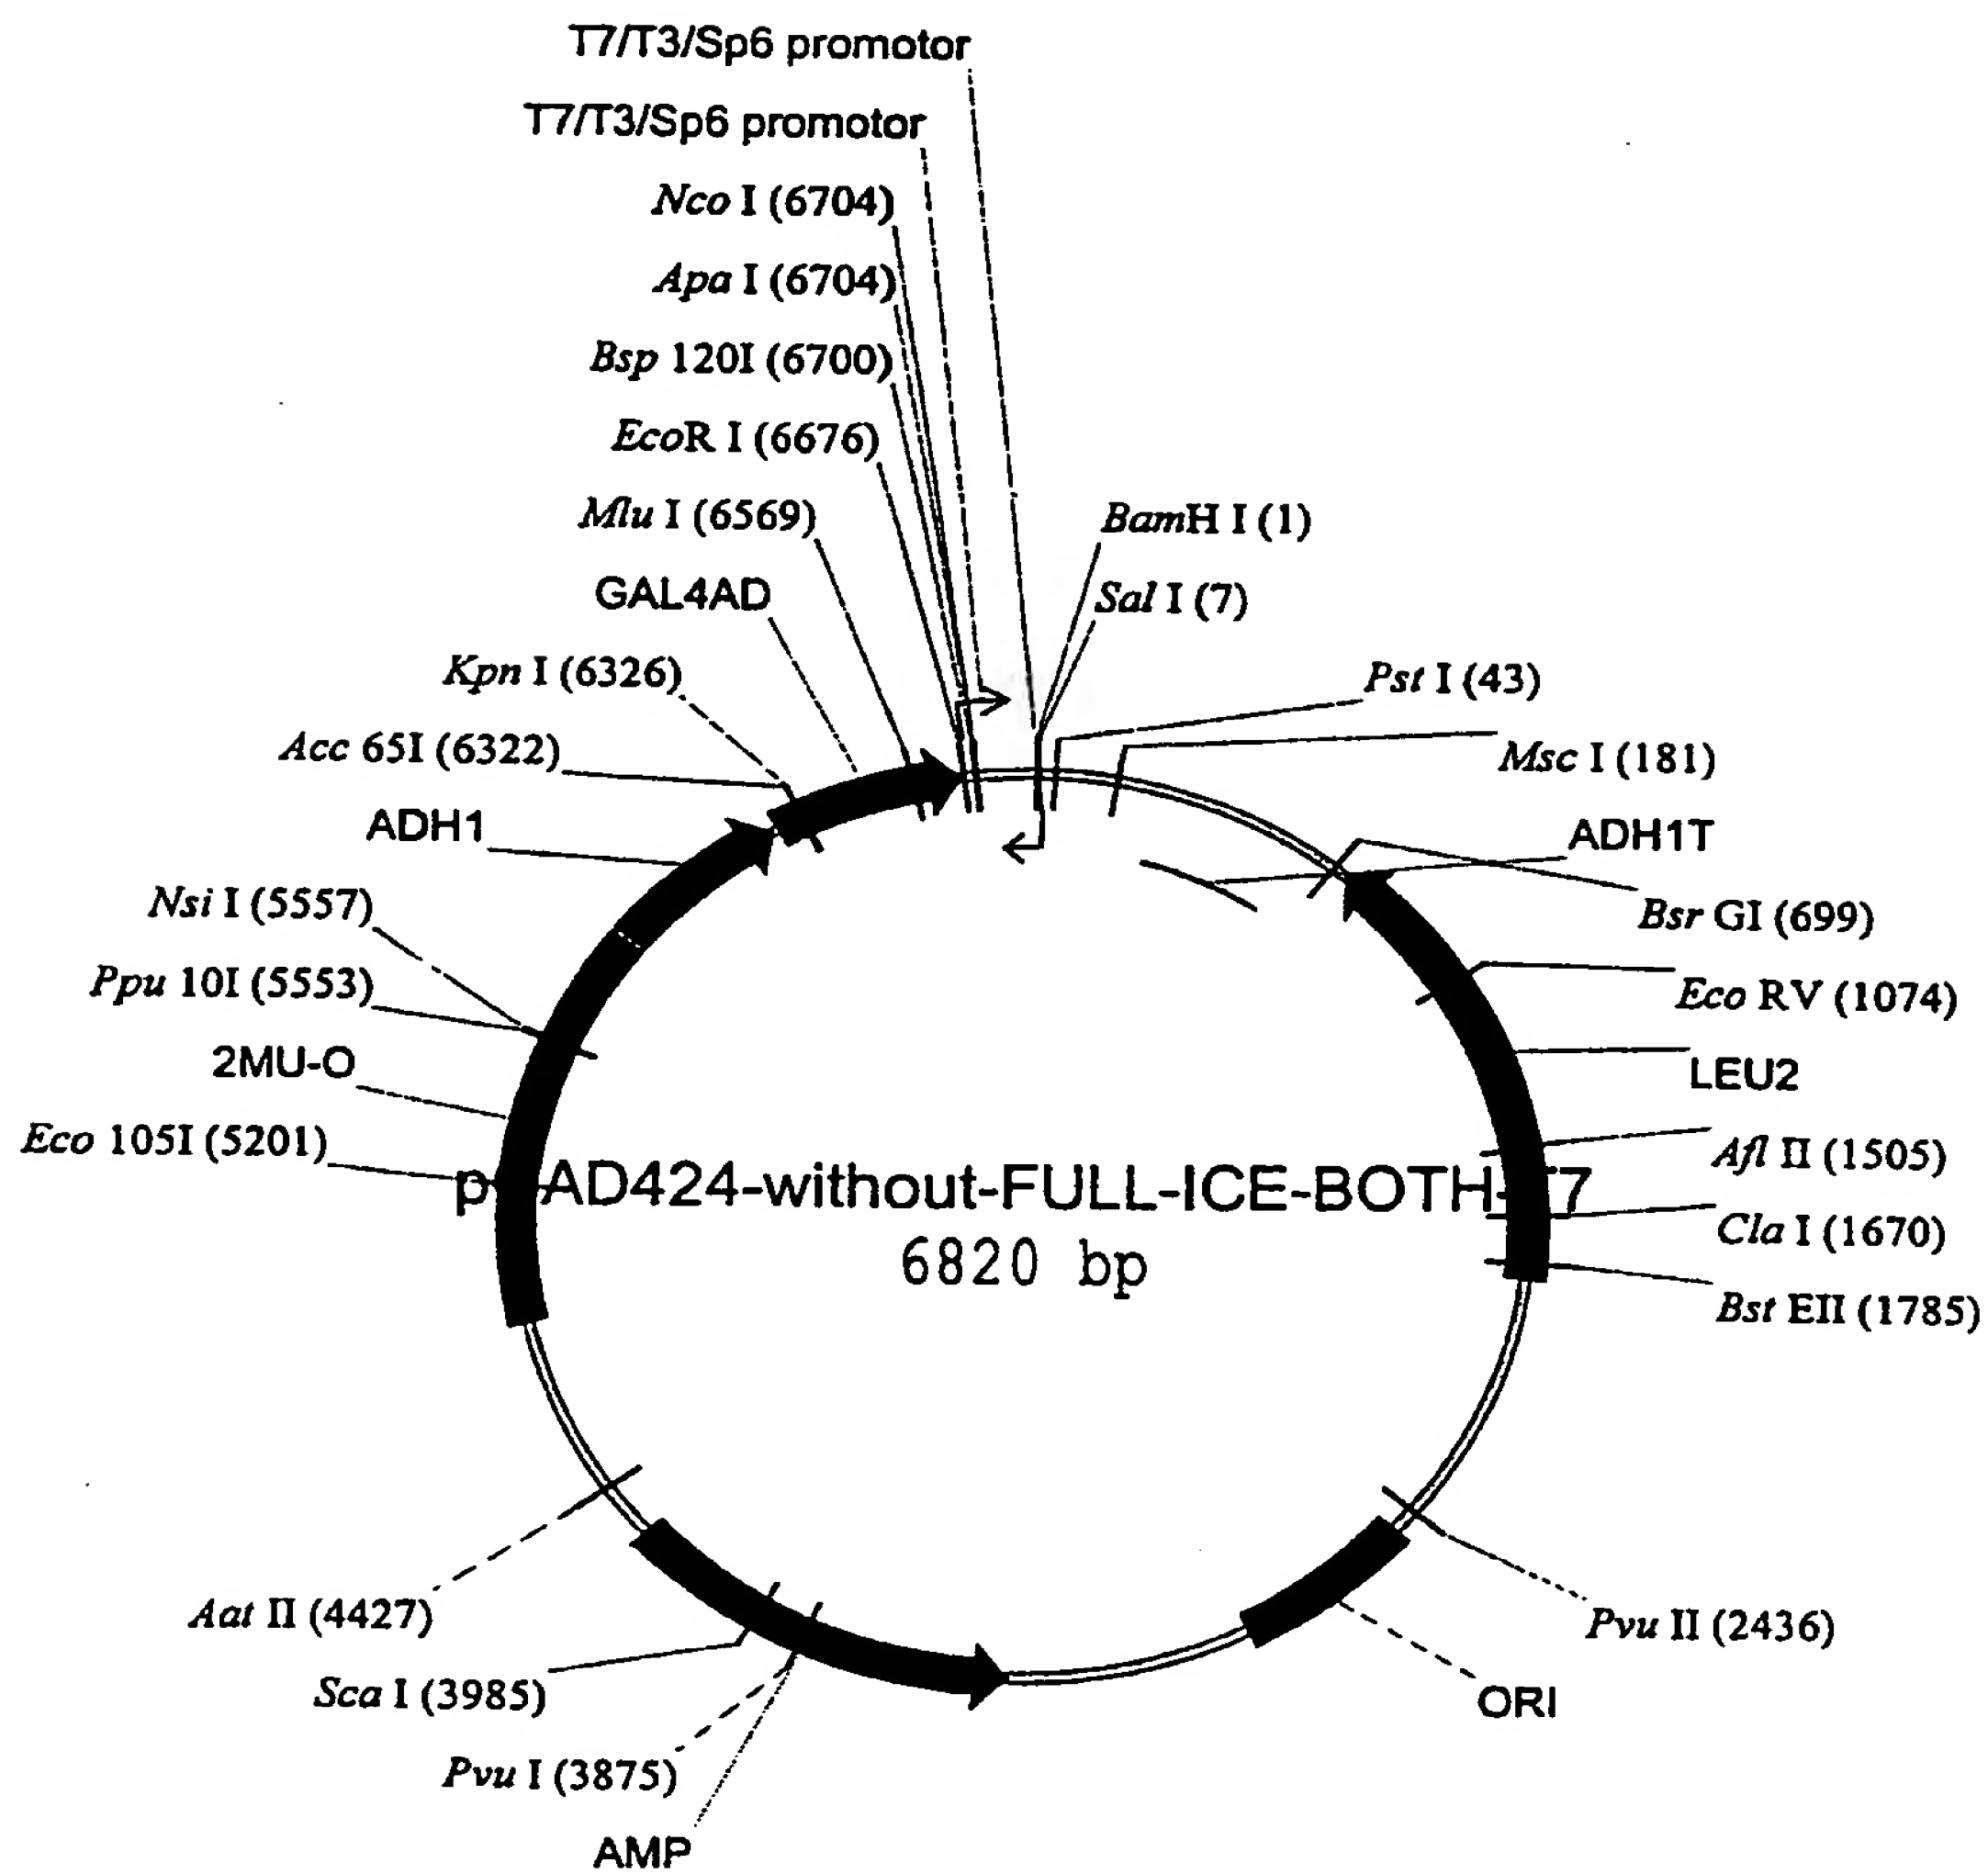 T7/T3/Sp6 promotor
T7/T3/Sp6 promotor
Nco I (6704)
Apa I (6704)
Bsp 120I (6700)
EcoR I (6676)
Mlu I (6569)
GAL4AD
Kpn I (6326)
Acc 65I (6322)
ADH1
Nsi I (5557)
Ppu 10I (5553)
2MU-O
Eco 105I (5201)
BamH I (1)
Sal I (7)
Pst I (43)
Msc I (181)
ADH1T
Bsr GI (699)
Eco RV (1074)
LEU2
Afl II (1505)
Cla I (1670)
Bst EII (1785)
AD424-without-FULL-ICE-BOTH
6820 bp
Aat II (4427)
Sca I (3985)
Pvu I (3875)
AMP
Pvu II (2436)
ORI